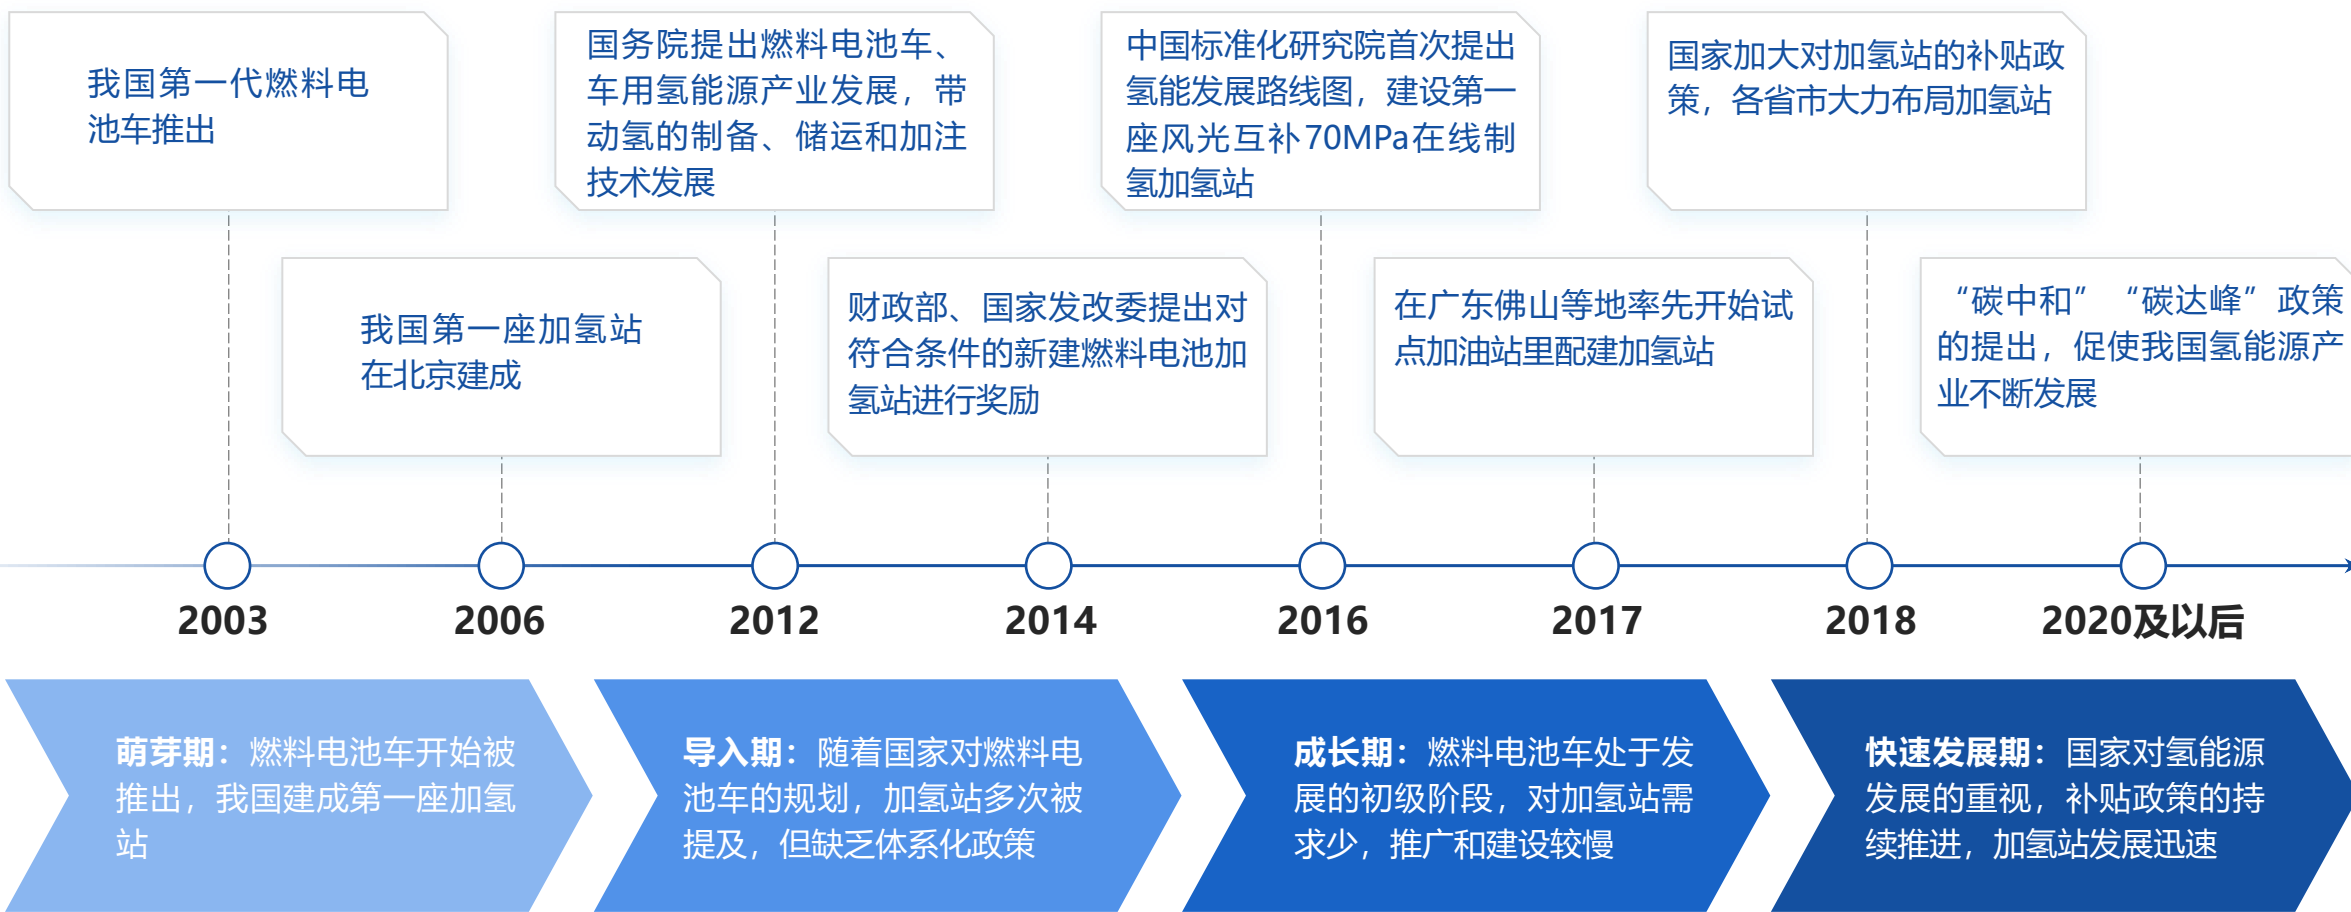 我国第一代燃料电
池车推出
国务院提出燃料电池车、
车用氢能源产业发展，带
动氢的制备、储运和加注
技术发展
中国标准化研究院首次提出
氢能发展路线图，建设第一
座风光互补70MPa在线制
氢加氢站
国家加大对加氢站的补贴政
策，各省市大力布局加氢站
我国第一座加氢站
在北京建成
财政部、国家发改委提出对
符合条件的新建燃料电池加
氢站进行奖励
在广东佛山等地率先开始试
点加油站里配建加氢站
“碳中和”“碳达峰”政策
的提出，促使我国氢能源产
业不断发展
2003
2006
2012
2014
2016
2017
2018
2020及以后
萌芽期：燃料电池车开始被
推出，我国建成第一座加氢
站
导入期：随着国家对燃料电
池车的规划，加氢站多次被
提及，但缺乏体系化政策
成长期：燃料电池车处于发
展的初级阶段，对加氢站需
求少，推广和建设较慢
快速发展期：国家对氢能源
发展的重视，补贴政策的持
续推进，加氢站发展迅速